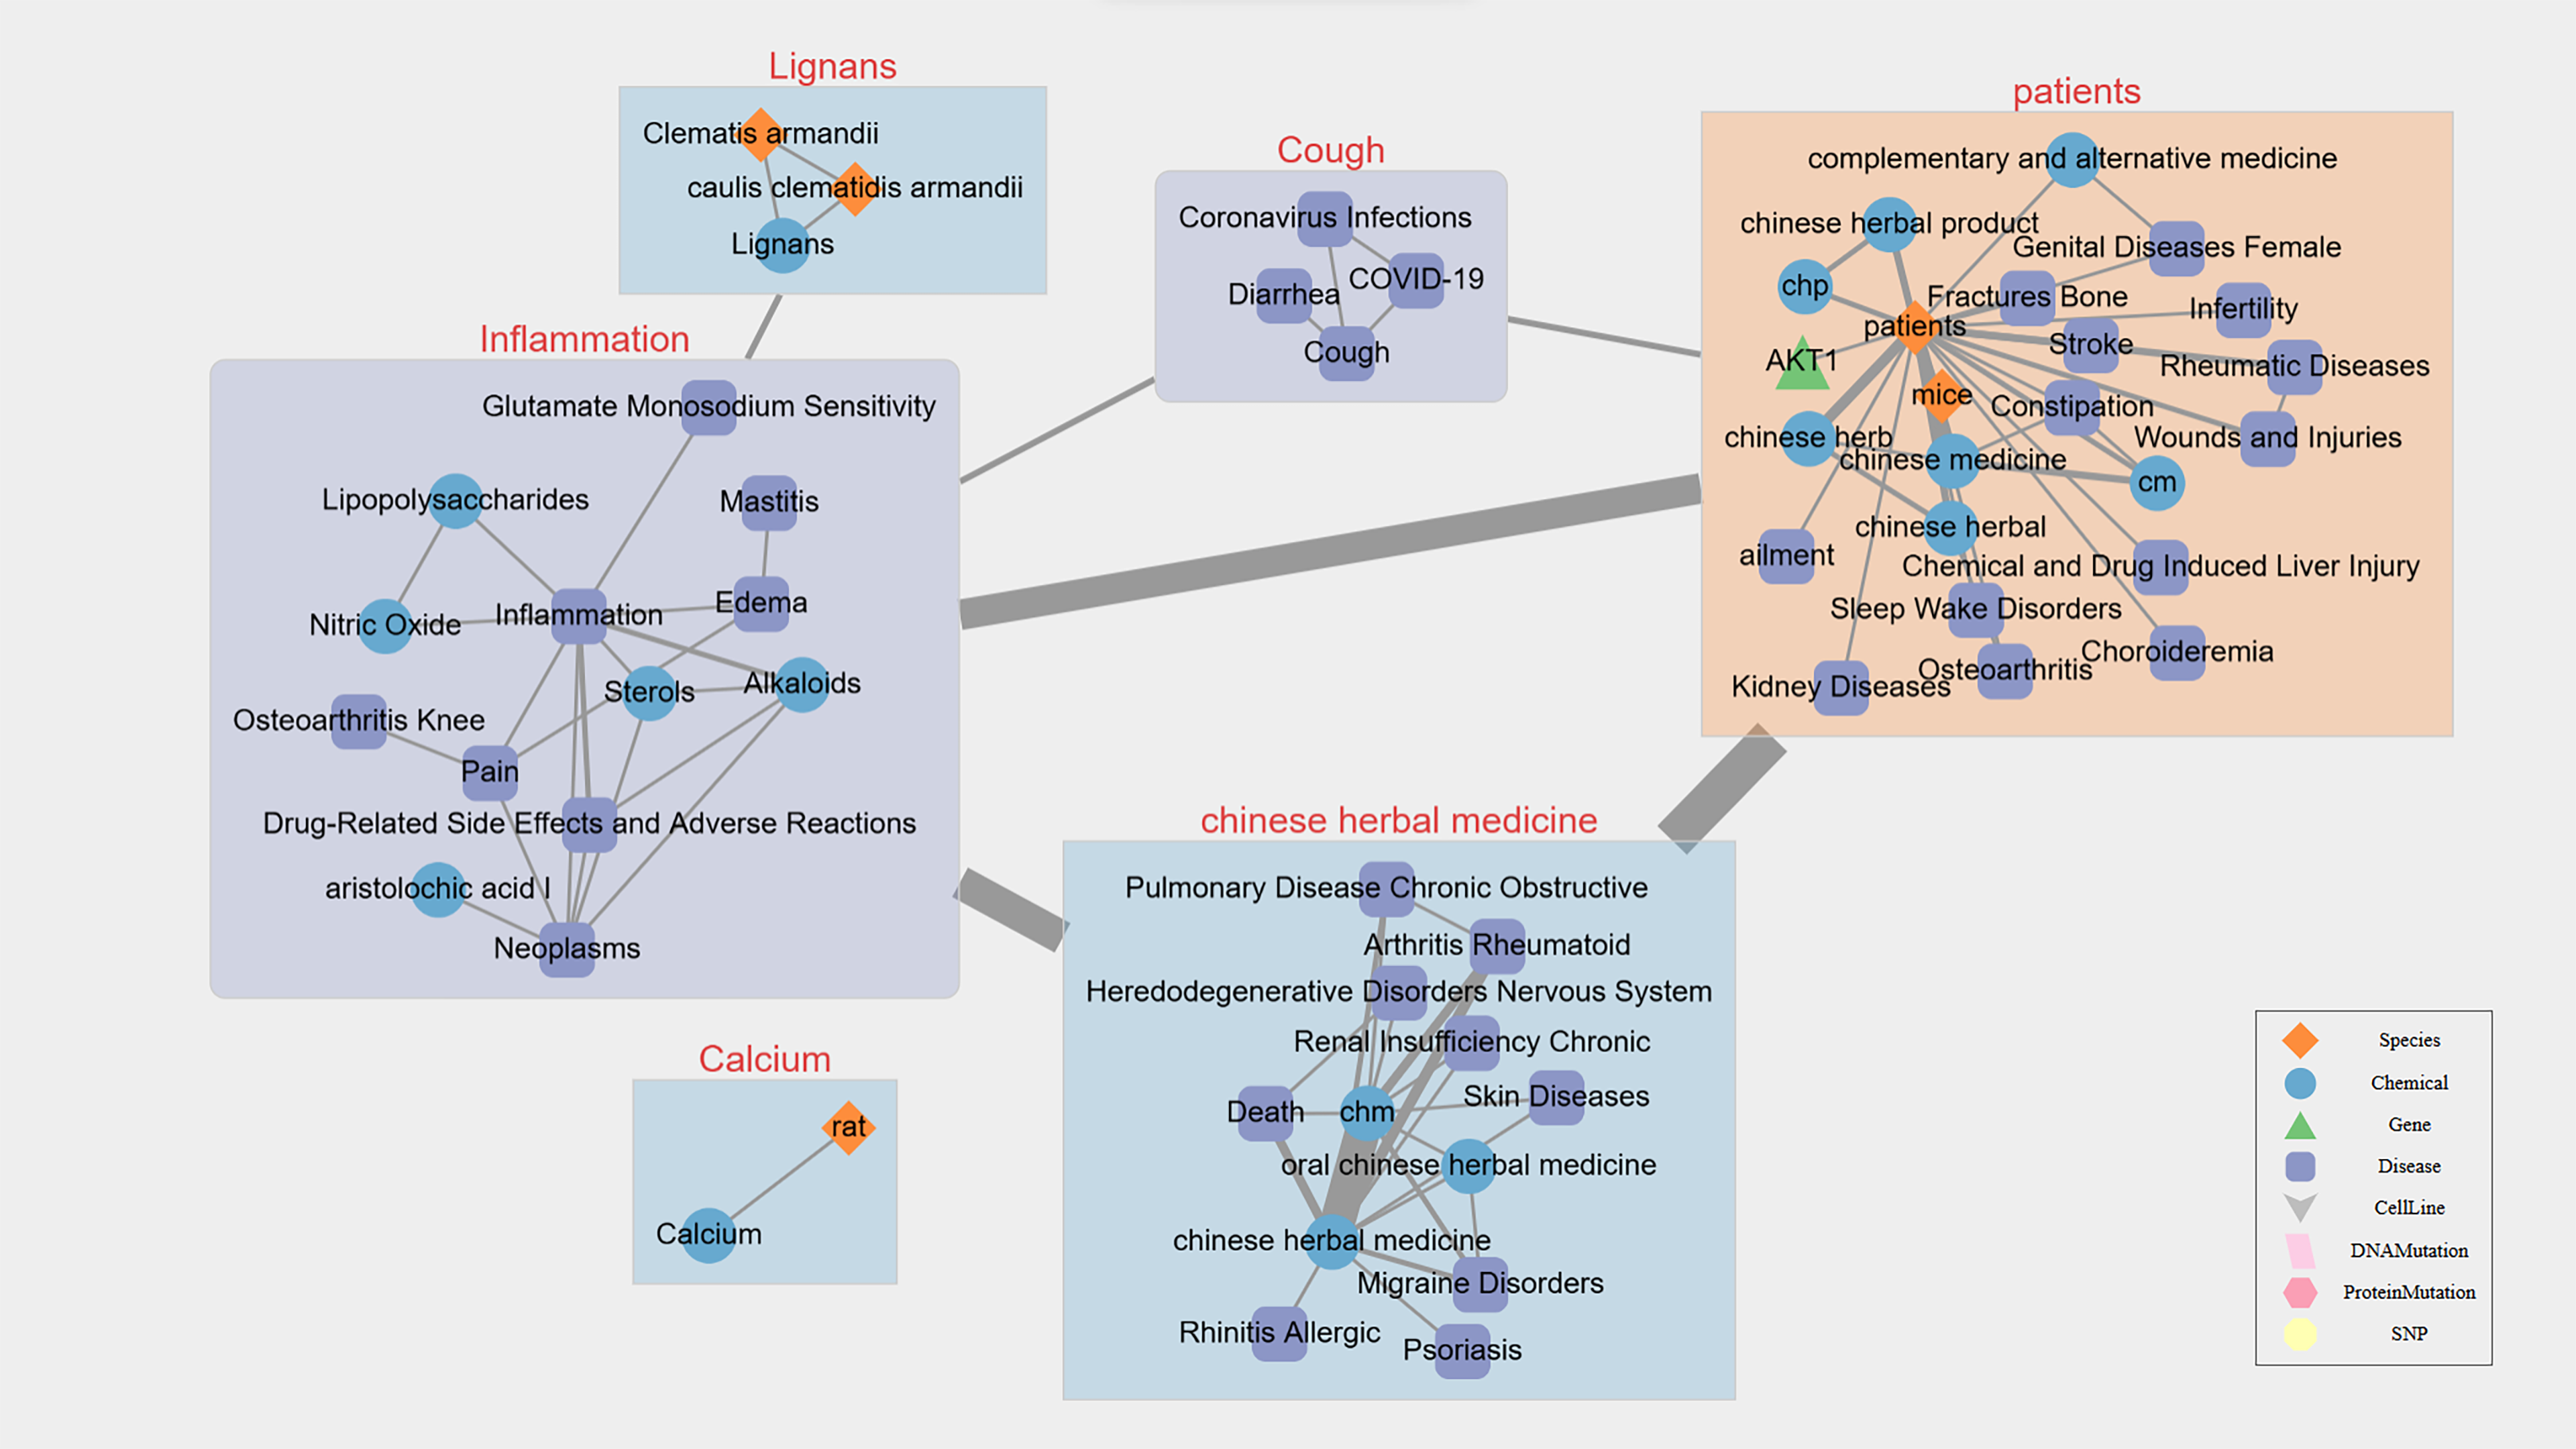 Lignans
Clematis armandii
caulis clematidis armandii
Lignans
Cough
Coronavirus Infections
COVID-19
Diarrhea
Cough
patients
complementary and alternative medicine
chinese herbal product
Genital Diseases Female
chp
Fractures Bone
Infertility
patients
Stroke
AKT1
Rheumatic Diseases
mice
Constipation
chinese herb
Wounds and Injuries
chinese medicine
cm
chinese herbal
ailment
Chemical and Drug Induced Liver Injury
Sleep Wake Disorders
Choroideremia
Osteoarthritis
Kidney Diseases
Inflammation
Glutamate Monosodium Sensitivity
Lipopolysaccharides
Mastitis
Edema
Inflammation
Nitric Oxide
Alkaloids
Sterols
Osteoarthritis Knee
Pain
Drug-Related Side Effects and Adverse Reactions
aristolochic acid I
Neoplasms
chinese herbal medicine
Pulmonary Disease Chronic Obstructive
Arthritis Rheumatoid
Heredodegenerative Disorders Nervous System
Renal Insufficiency Chronic
Skin Diseases
Death
chm
oral chinese herbal medicine
chinese herbal medicine
Migraine Disorders
Rhinitis Allergic
Psoriasis
Calcium
rat
Calcium
Species
Chemical
Gene
Disease
CellLine
DNAMutation
ProteinMutation
SNP